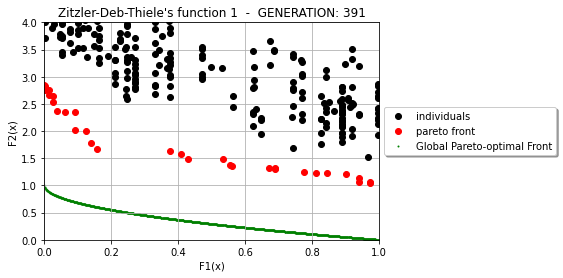 Zitzler-Deb-Thiele's function 1 - GENERATION: 391
4.0
3.5
3.0
2.5
2.0
1.5
1.0
0.5
0.0
F2(x)
0.0 0.2 0.4 0.6 0.8 1.0
F1(x)
individuals
pareto front
Global Pareto-optimal Front